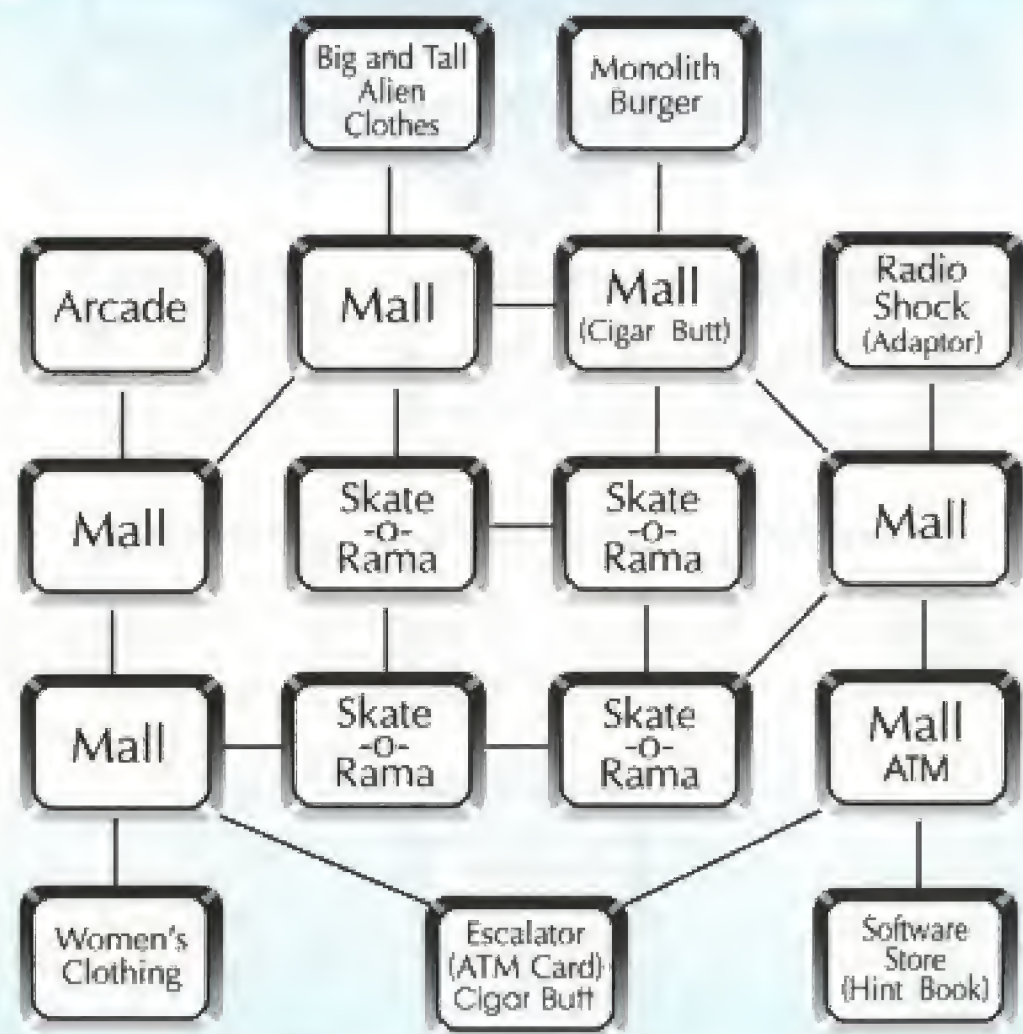 Big and Tall
Alien
Clothes
Monolith
Burger
Arcade
Mall
Mall
(Cigar Butt)
Radio
Shock
(Adaptor)
Mall
Skate
-o-
Rama
Skate
-o-
Rama
Mall
Mall
Skate
-o-
Rama
Skate
-o-
Rama
Mall
ATM
Women's
Clothing
Escalator
(ATM Card)
Cigar Butt
Software
Store
(Hint Book)